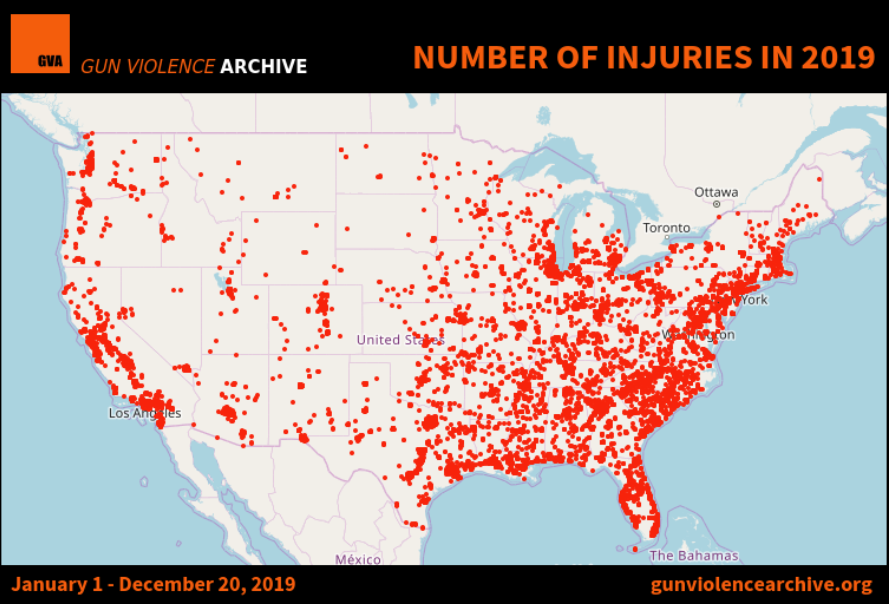 GVA
GUN VIOLENCE ARCHIVE
NUMBER OF INJURIES IN 2019
Ottawa
Toronto
New York
United States
Washington
Los Angeles
The Bahamas
México
January 1 - December 20, 2019
gunviolencearchive.org